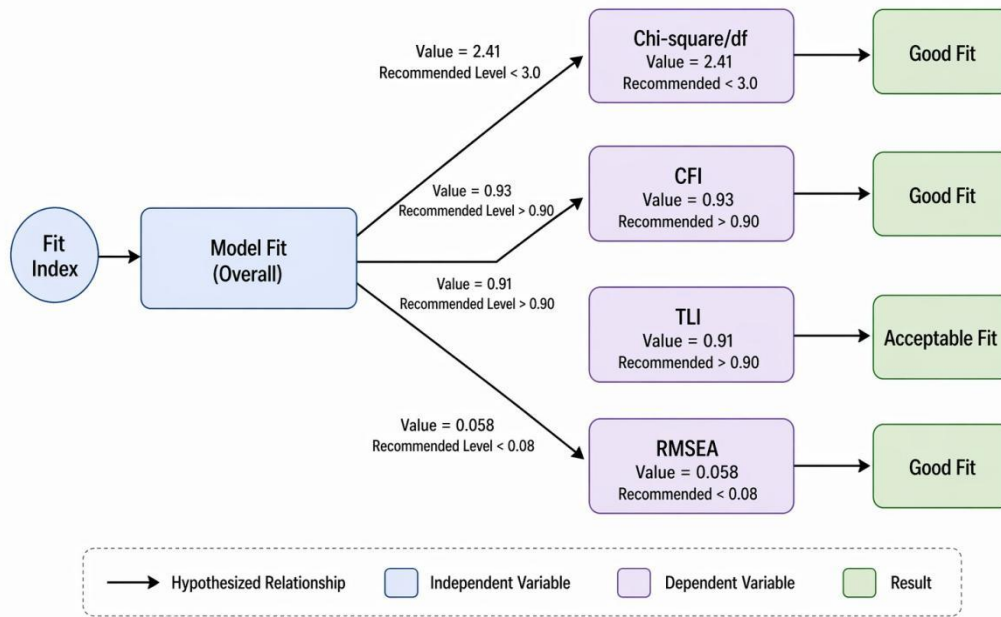 Value = 2.41
Recommended Level < 3.0
Chi-square/df
Value = 2.41
Recommended < 3.0
Good Fit
Value = 0.93
Recommended Level > 0.90
CFI
Value = 0.93
Recommended > 0.90
Good Fit
Fit
Index
Model Fit
(Overall)
Value = 0.91
Recommended Level > 0.90
TLI
Value = 0.91
Recommended > 0.90
Acceptable Fit
Value = 0.058
Recommended Level < 0.08
RMSEA
Value = 0.058
Recommended < 0.08
Good Fit
Hypothesized Relationship
Independent Variable
Dependent Variable
Result